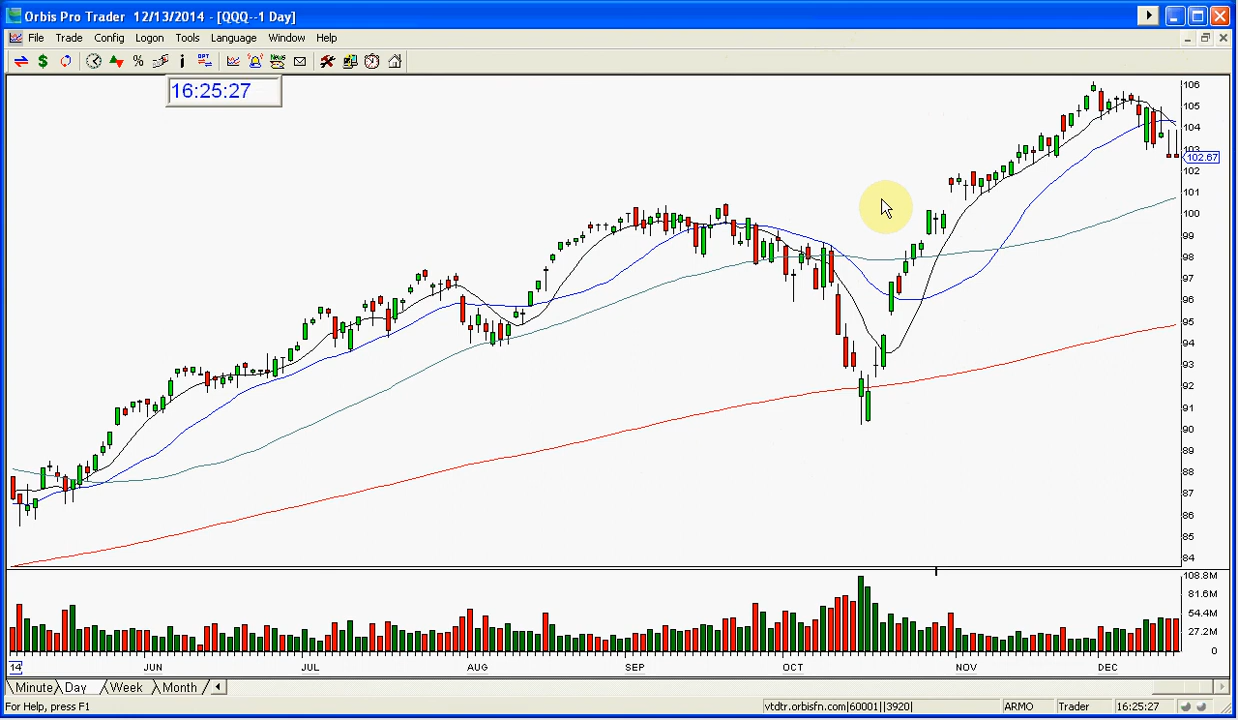 Orbis Pro Trader 12/13/2014 - [QQQ--1 Day]
File Trade Config Logon Tools Language Window Help
16:25:27
106
105
104
103
102.67
102
101
100
99
98
97
96
95
94
93
92
91
90
89
88
87
86
85
84
108.8M
81.6M
54.4M
27.2M
0
14 JUN JUL AUG SEP OCT NOV DEC
Minute Day Week Month
For Help, press F1 vtdtr.orbisfn.com|60001||3920| ARMO Trader 16:25:27